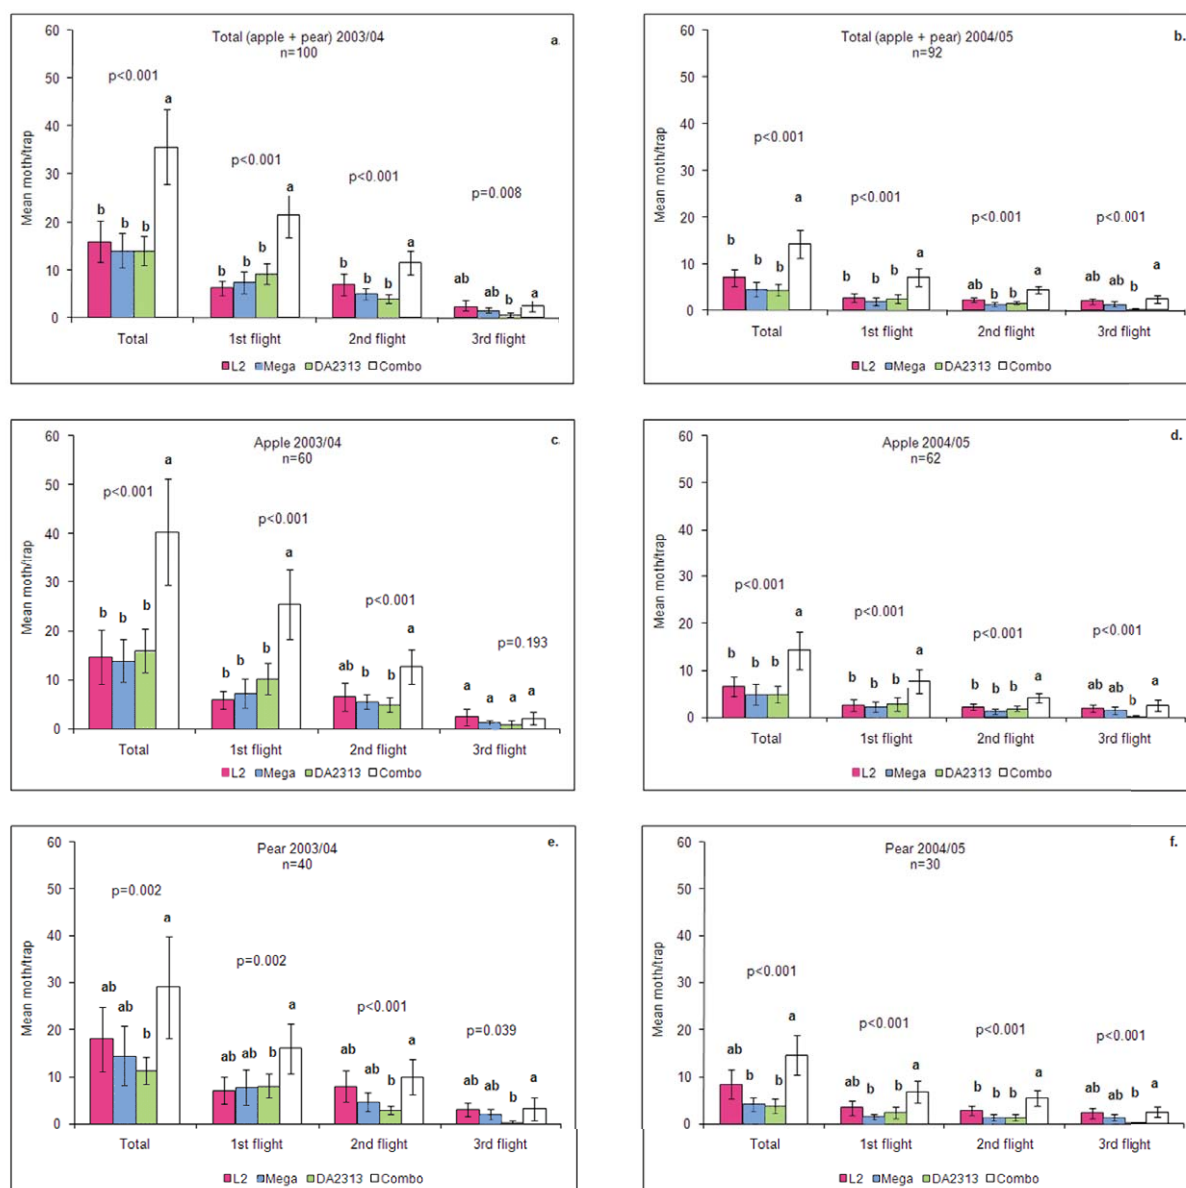 Total (apple + pear) 2003/04
n=100
a.
Mean moth/trap
60
50
40
30
20
10
0
p<0.001
p<0.001
p<0.001
p=0.008
b b b a
b b b a
b b b a
ab ab b a
Total 1st flight 2nd flight 3rd flight
L2 Mega DA2313 Combo
Total (apple + pear) 2004/05
n=92
b.
Mean moth/trap
60
50
40
30
20
10
0
p<0.001
p<0.001
p<0.001
p<0.001
b b b a
b b b a
ab b b a
ab ab b a
Total 1st flight 2nd flight 3rd flight
L2 Mega DA2313 Combo
Apple 2003/04
n=60
c.
Mean moth/trap
60
50
40
30
20
10
0
p<0.001
p<0.001
p<0.001
p=0.193
b b b a
b b b a
ab b b a
a a a a
Total 1st flight 2nd flight 3rd flight
L2 Mega DA2313 Combo
Apple 2004/05
n=62
d.
Mean moth/trap
60
50
40
30
20
10
0
p<0.001
p<0.001
p<0.001
p<0.001
b b b a
b b b a
b b b a
ab ab b a
Total 1st flight 2nd flight 3rd flight
L2 Mega DA2313 Combo
Pear 2003/04
n=40
e.
Mean moth/trap
60
50
40
30
20
10
0
p=0.002
p=0.002
p<0.001
p=0.039
ab ab b a
ab ab b a
ab ab b a
ab ab b a
Total 1st flight 2nd flight 3rd flight
L2 Mega DA2313 Combo
Pear 2004/05
n=30
f.
Mean moth/trap
60
50
40
30
20
10
0
p<0.001
p<0.001
p<0.001
p<0.001
ab b b a
ab b b a
b b b a
ab ab b a
Total 1st flight 2nd flight 3rd flight
L2 Mega DA2313 Combo